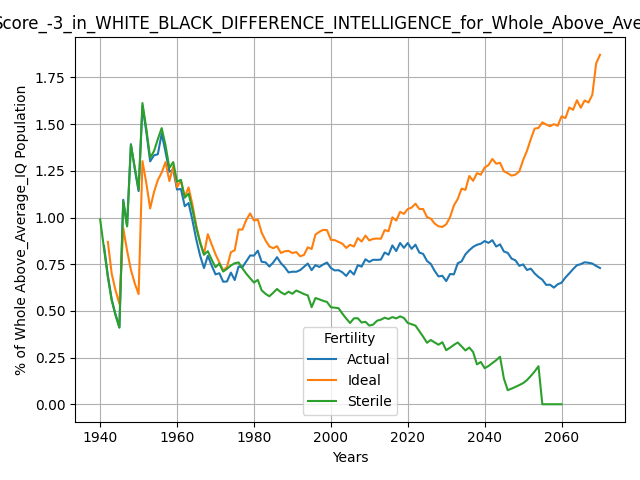 Score_-3_in_WHITE_BLACK_DIFFERENCE_INTELLIGENCE_for_Whole_Above_Ave
% of Whole Above_Average_IQ Population
1.75
1.50
1.25
1.00
0.75
0.50
0.25
0.00
Fertility
Actual
Ideal
Sterile
1940
1960
1980
2000
2020
2040
2060
Years